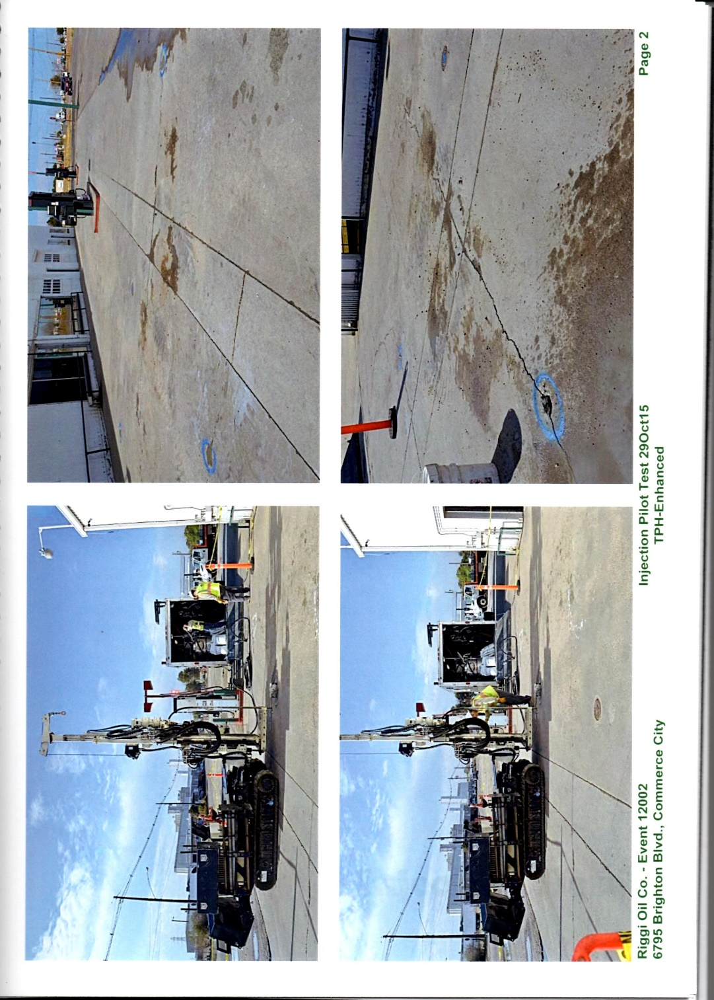 Riggi Oil Co. - Event 12002
6795 Brighton Blvd., Commerce City
Injection Pilot Test 29Oct15
TPH-Enhanced
Page 2